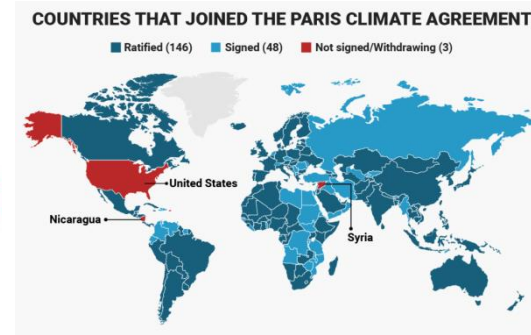 COUNTRIES THAT JOINED THE PARIS CLIMATE AGREEMENT
Ratified (146) Signed (48) Not signed/Withdrawing (3)
United States
Nicaragua
Syria